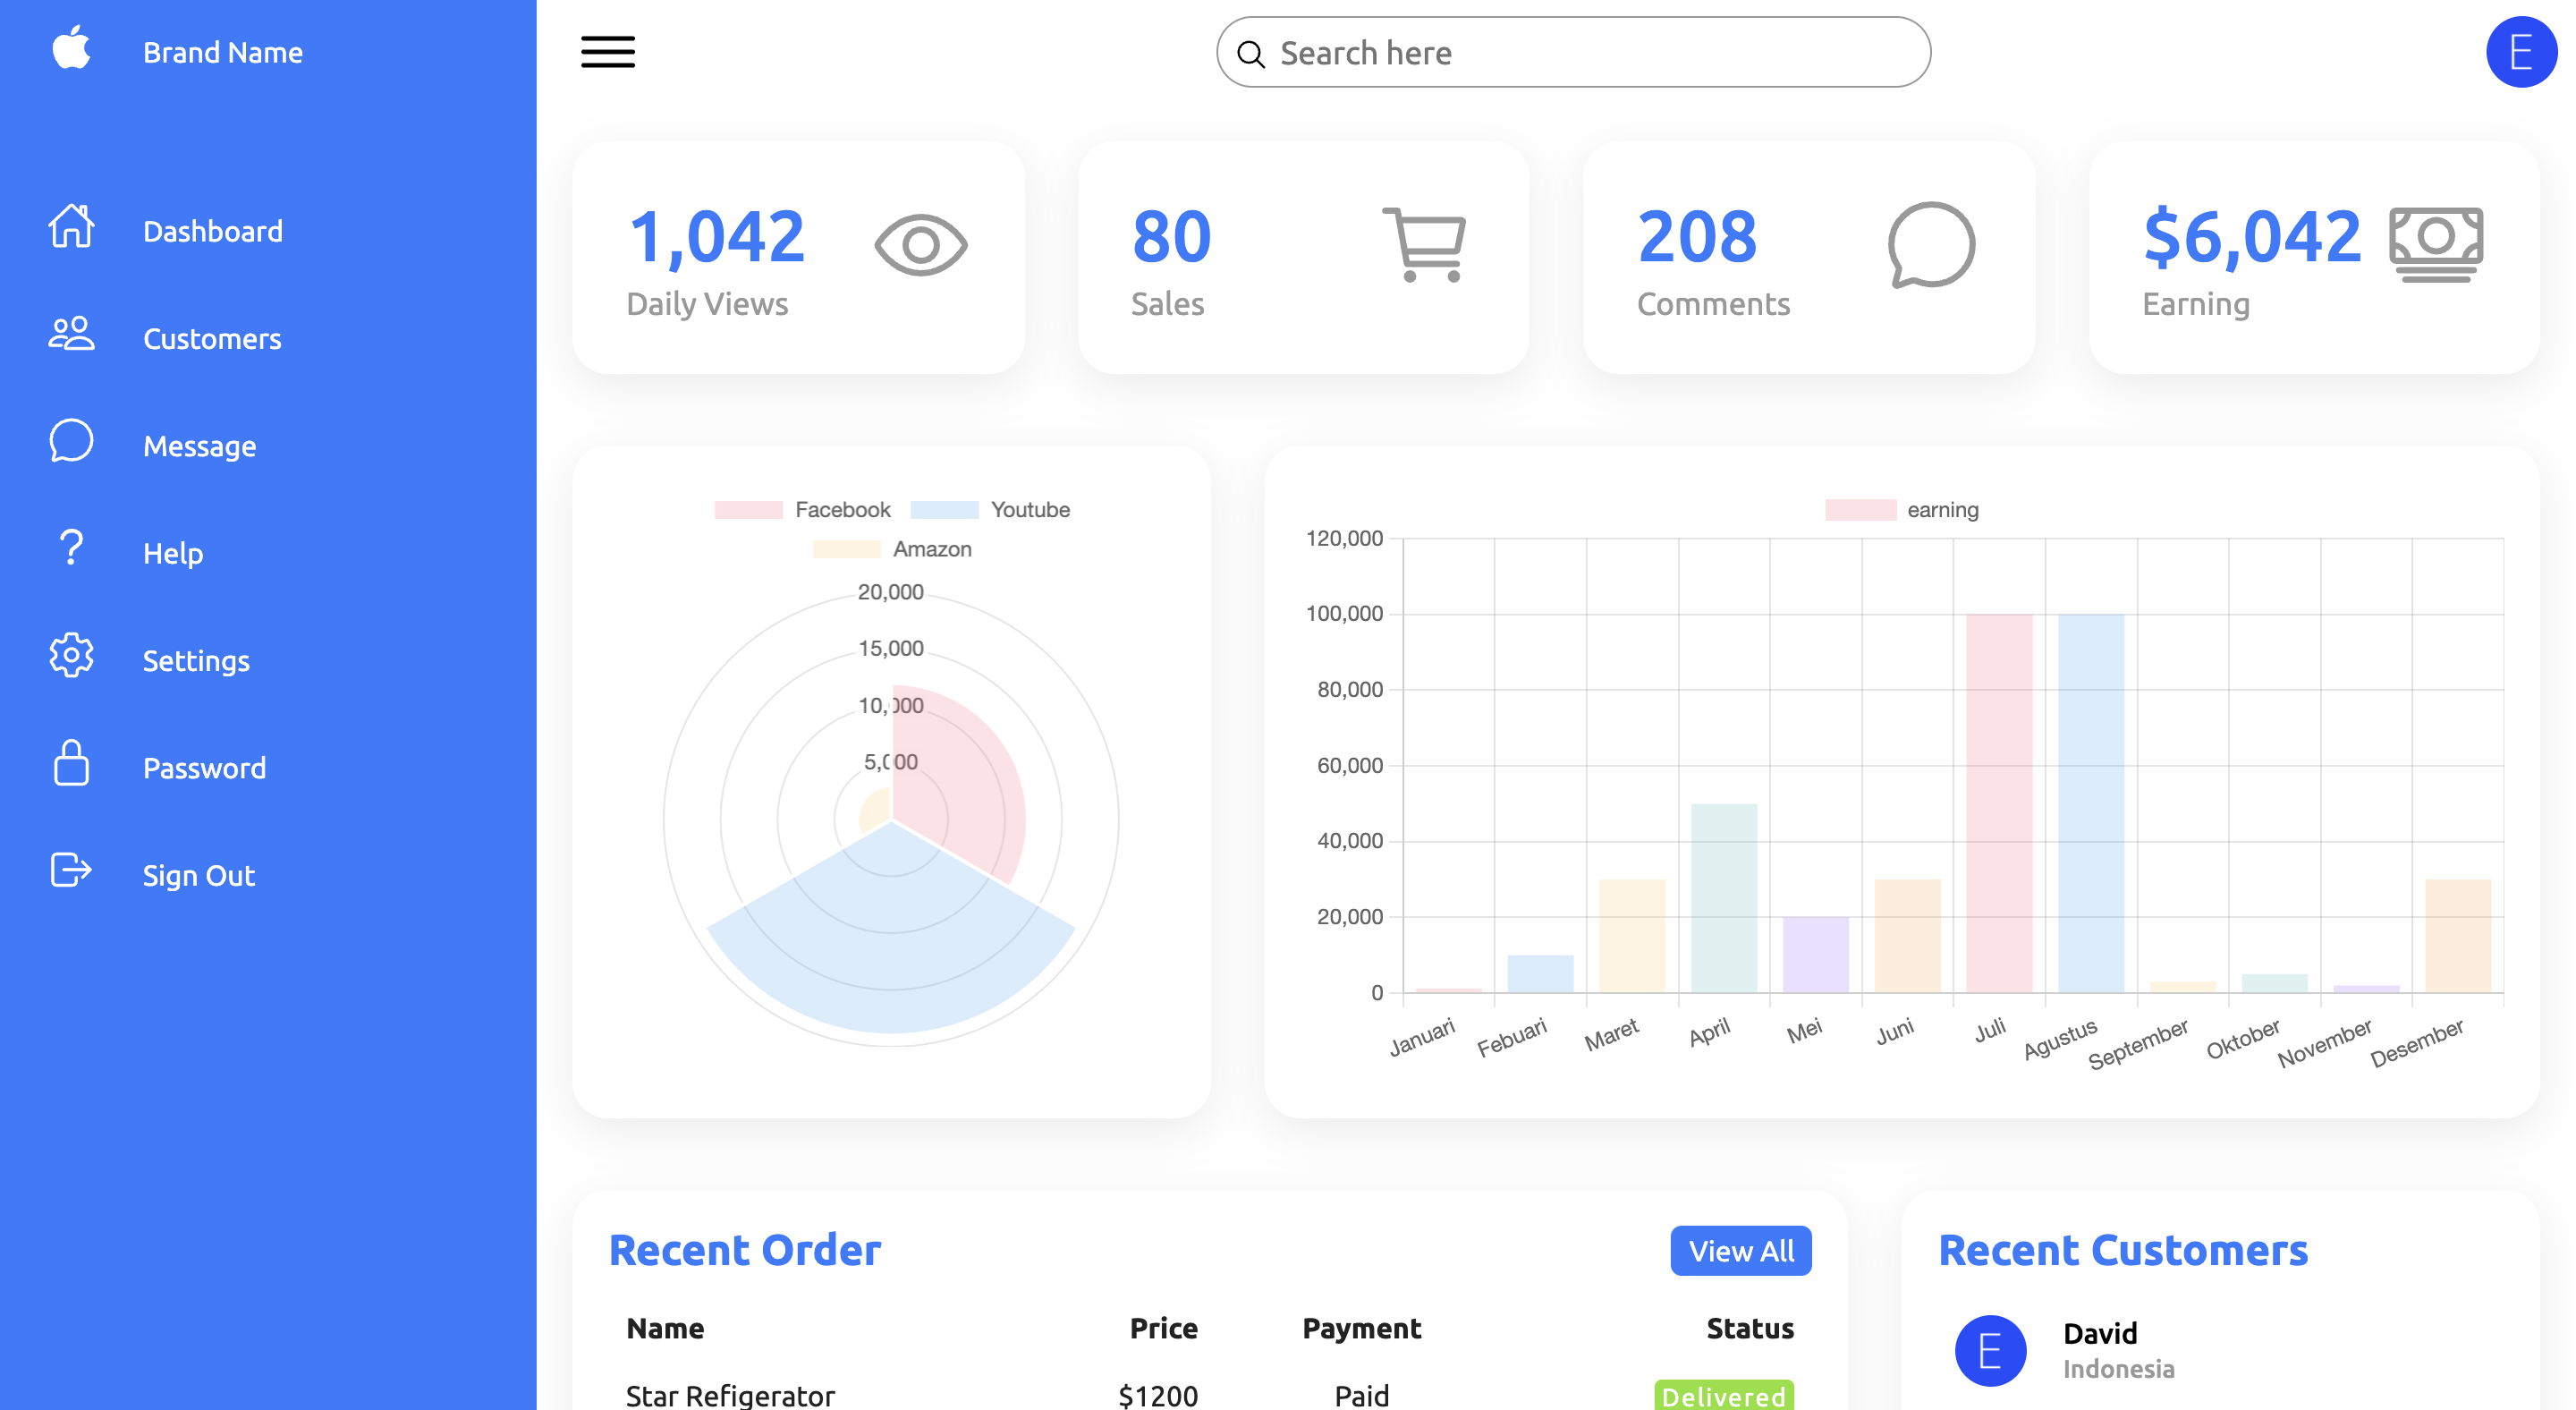 Brand Name
Dashboard
Customers
Message
Help
Settings
Password
Sign Out
Search here
E
1,042
Daily Views
80
Sales
208
Comments
$6,042
Earning
Facebook Youtube
Amazon
20,000
15,000
10,000
5,000
earning
120,000
100,000
80,000
60,000
40,000
20,000
0
Januari Febuari Maret April Mei Juni Juli Agustus September Oktober November Desember
Recent Order
View All
Name Price Payment Status
Star Refigerator $1200 Paid Delivered
Recent Customers
E
David
Indonesia